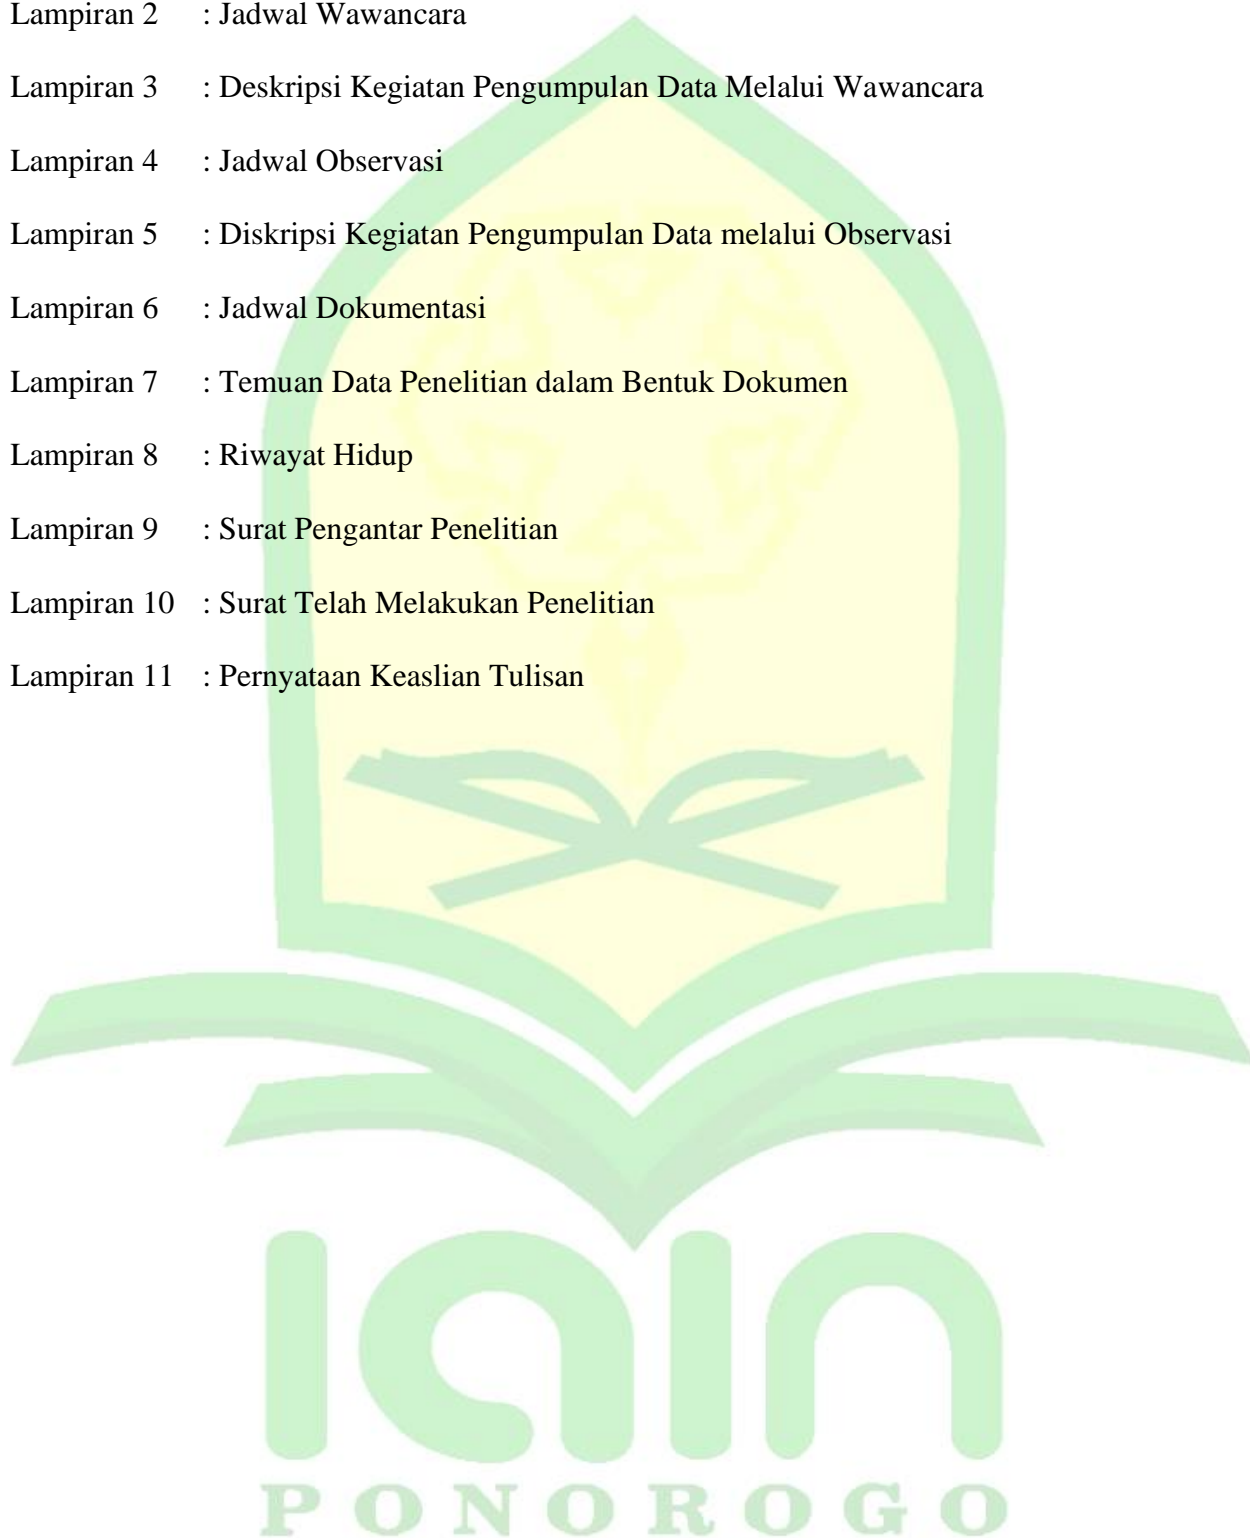 Lampiran 2 : Jadwal Wawancara
Lampiran 3 : Deskripsi Kegiatan Pengumpulan Data Melalui Wawancara
Lampiran 4 : Jadwal Observasi
Lampiran 5 : Diskripsi Kegiatan Pengumpulan Data melalui Observasi
Lampiran 6 : Jadwal Dokumentasi
Lampiran 7 : Temuan Data Penelitian dalam Bentuk Dokumen
Lampiran 8 : Riwayat Hidup
Lampiran 9 : Surat Pengantar Penelitian
Lampiran 10 : Surat Telah Melakukan Penelitian
Lampiran 11 : Pernyataan Keaslian Tulisan
iain
PONOROGO